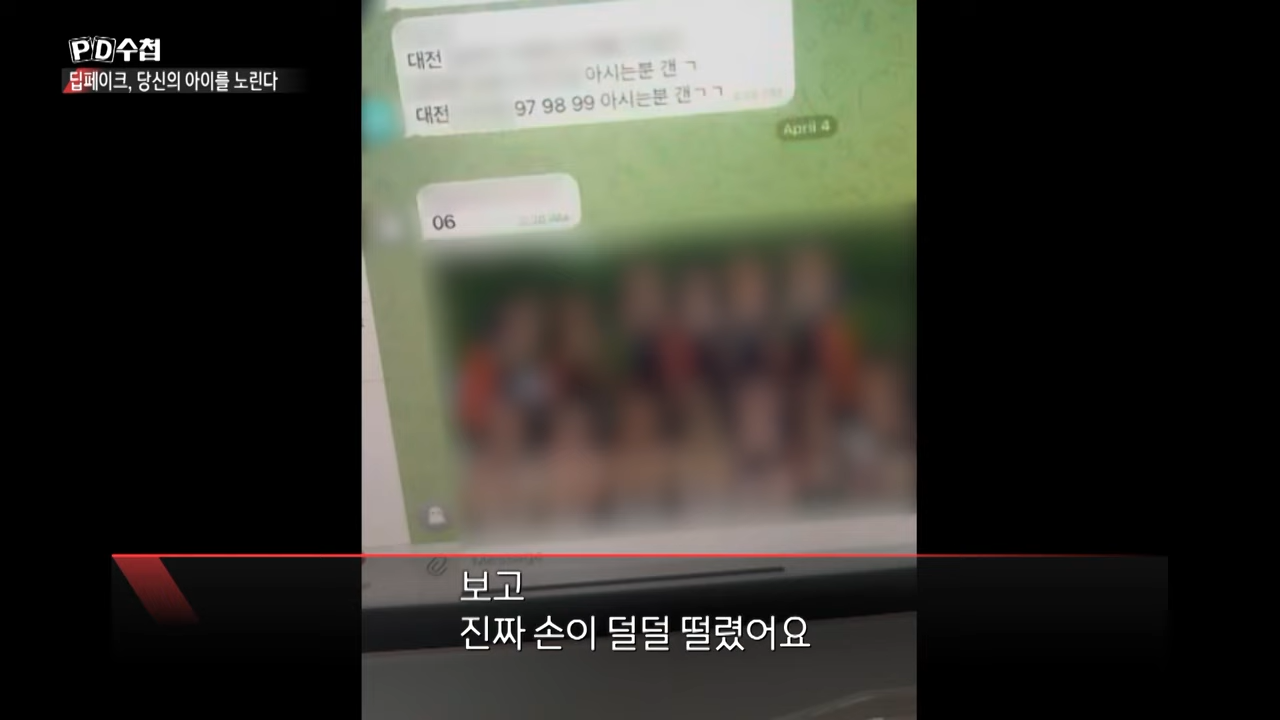 PD수첩
딥페이크, 당신의 아이를 노린다
대전
아시는분 갠 ㄱ
대전 97 98 99 아시는분 갠ㄱㄱ
April 4
06
보고
진짜 손이 덜덜 떨렸어요